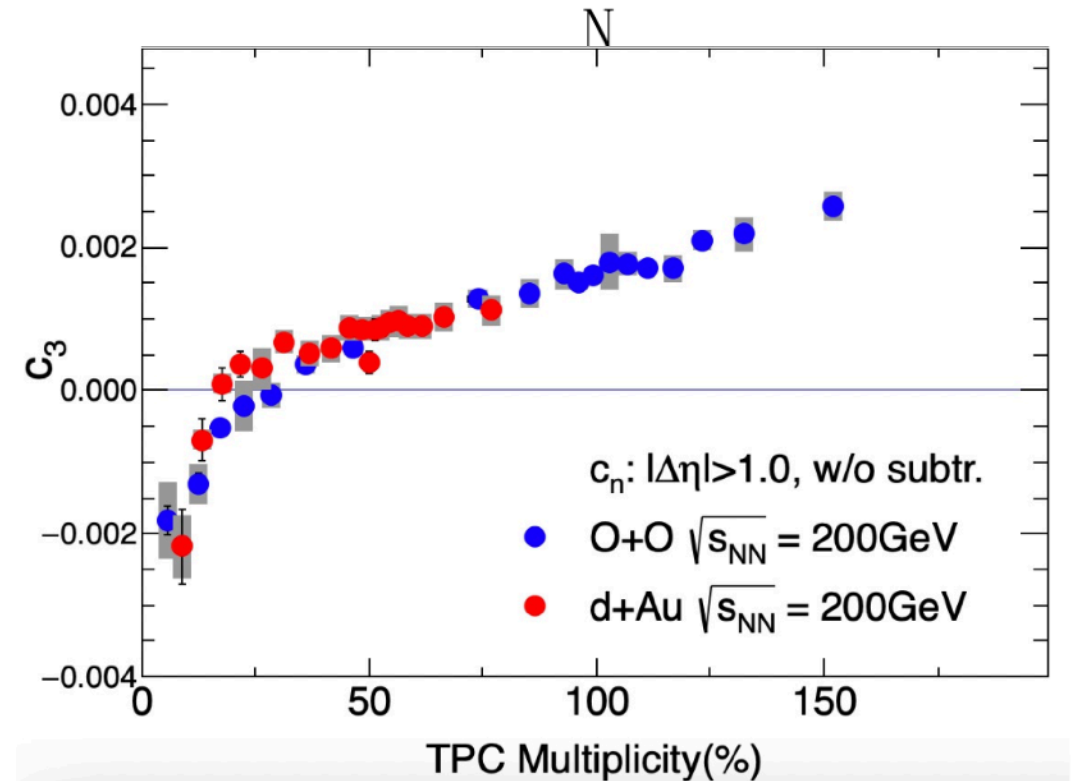 N
0.004
0.002
0.000
−0.002
−0.004
c₃
cₙ: |Δη|>1.0, w/o subtr.
O+O √sNN = 200GeV
d+Au √sNN = 200GeV
0 50 100 150
TPC Multiplicity(%)